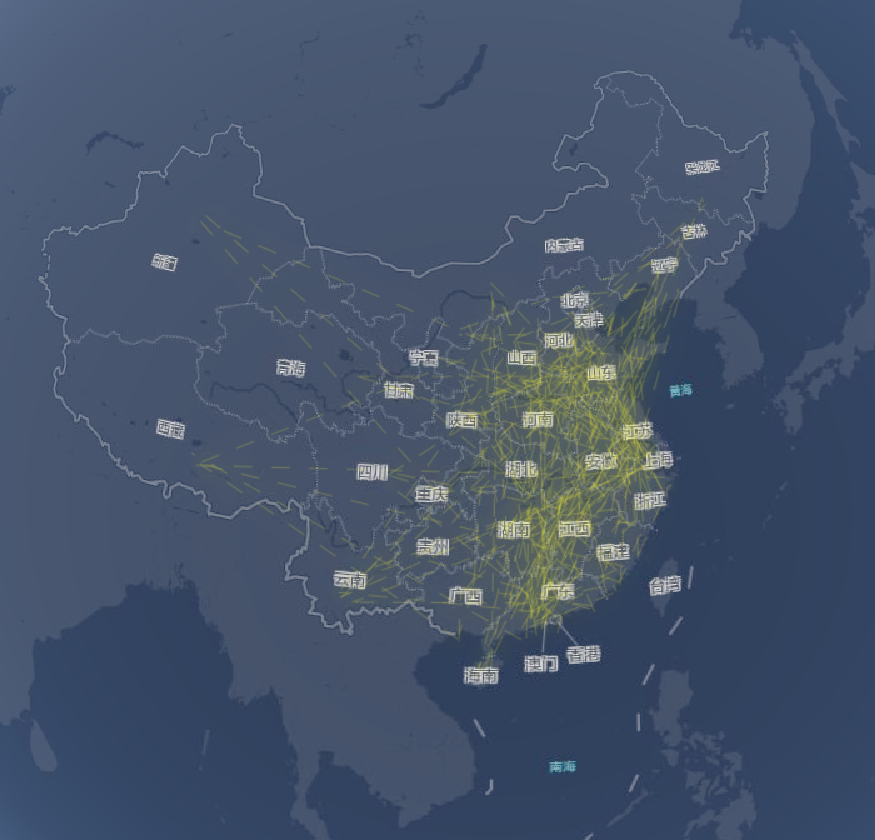 黑龙江
吉林
内蒙古
新疆
辽宁
北京
天津
河北
宁夏
山西
青海
山东
甘肃
黄海
陕西
河南
西藏
江苏
安徽
上海
四川
湖北
重庆
浙江
湖南
江西
贵州
福建
云南
台湾
广西
广东
香港
澳门
海南
南海